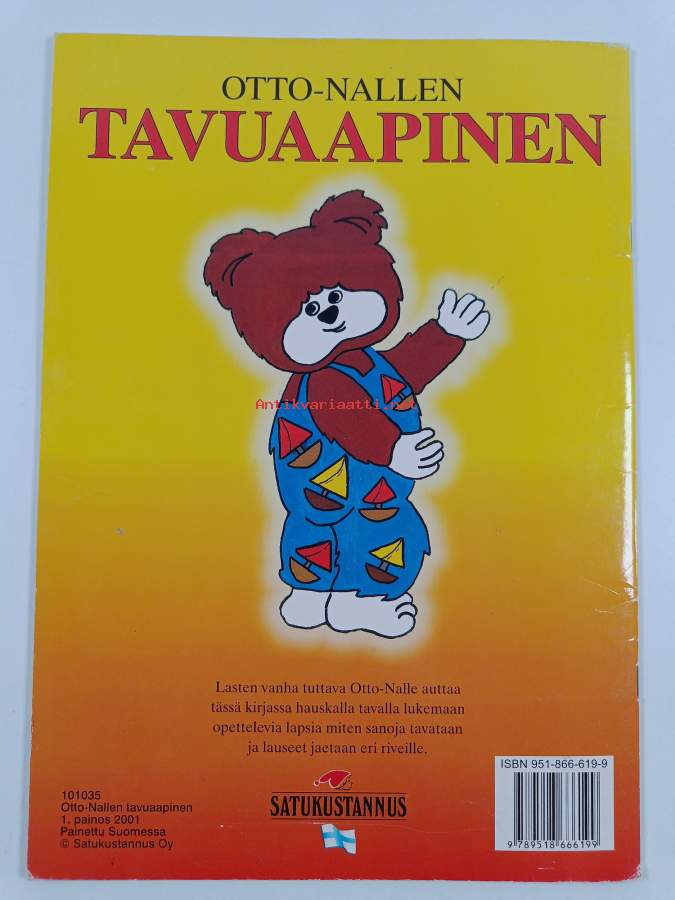 OTTO-NALLEN
TAVUAAPINEN
Antikvariaatti.net
Lasten vanha tuttava Otto-Nalle auttaa
tässä kirjassa hauskalla tavalla lukemaan
opettelevia lapsia miten sanoja tavataan
ja lauseet jaetaan eri riveille.
ISBN 951-866-619-9
9 789518 666199
SATUKUSTANNUS
101035
Otto-Nallen tavuaapinen
1. painos 2001
Painettu Suomessa
© Satukustannus Oy